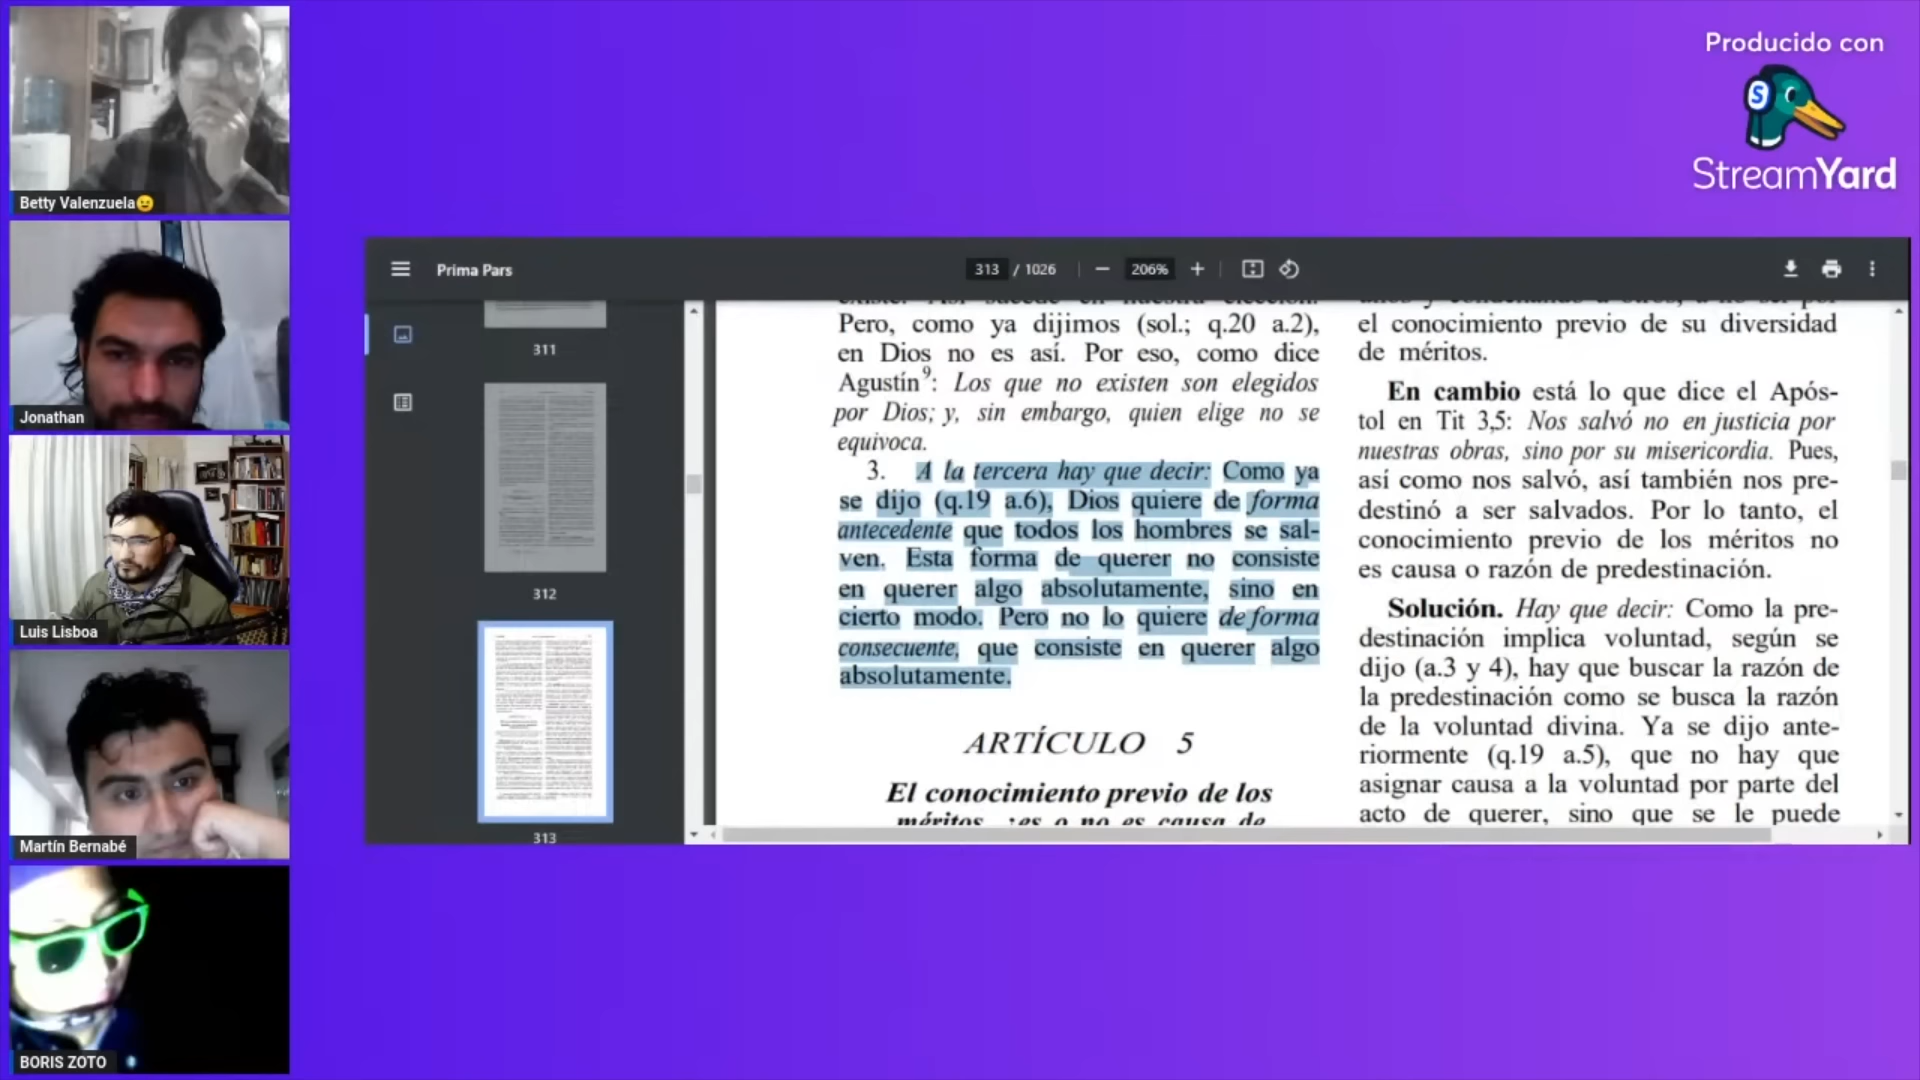 Betty Valenzuela😉
Jonathan
Luis Lisboa
Martín Bernabé
BORIS ZOTO
Producido con
StreamYard
Prima Pars
313 / 1026
206%
311
312
313
Pero, como ya dijimos (sol.; q.20 a.2),
en Dios no es así. Por eso, como dice
Agustín⁹: Los que no existen son elegidos
por Dios; y, sin embargo, quien elige no se
equivoca.
3. A la tercera hay que decir: Como ya
se dijo (q.19 a.6), Dios quiere de forma
antecedente que todos los hombres se sal-
ven. Esta forma de querer no consiste
en querer algo absolutamente, sino en
cierto modo. Pero no lo quiere de forma
consecuente, que consiste en querer algo
absolutamente.
ARTÍCULO 5
El conocimiento previo de los
méritos, ¿es o no es causa de
el conocimiento previo de su diversidad
de méritos.
En cambio está lo que dice el Após-
tol en Tit 3,5: Nos salvó no en justicia por
nuestras obras, sino por su misericordia. Pues,
así como nos salvó, así también nos pre-
destinó a ser salvados. Por lo tanto, el
conocimiento previo de los méritos no
es causa o razón de predestinación.
Solución. Hay que decir: Como la pre-
destinación implica voluntad, según se
dijo (a.3 y 4), hay que buscar la razón de
la predestinación como se busca la razón
de la voluntad divina. Ya se dijo ante-
riormente (q.19 a.5), que no hay que
asignar causa a la voluntad por parte del
acto de querer, sino que se le puede